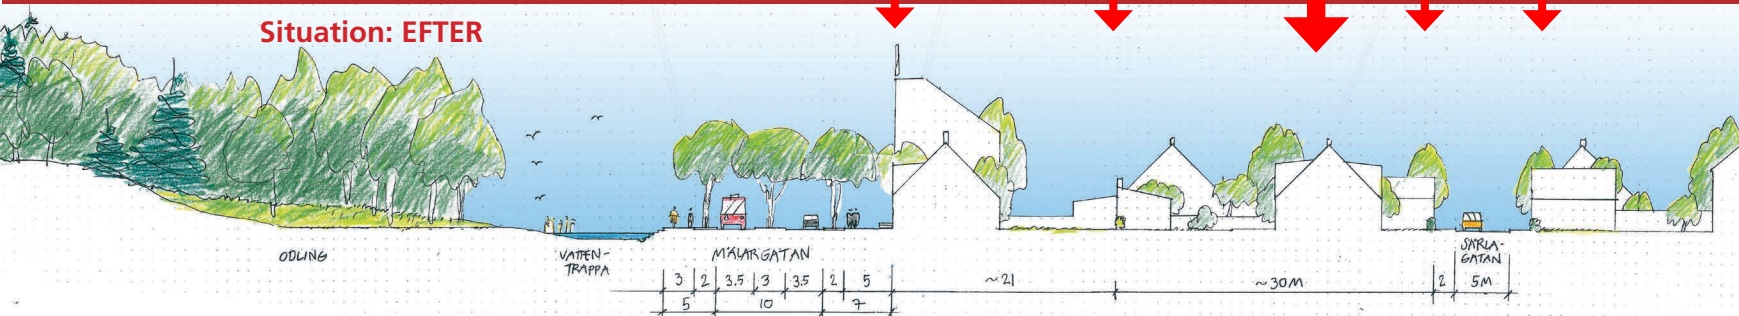 Situation: EFTER
ODLING
VATTEN-
TRAPPA
MÄLARGATAN
SÄRLA-
GATAN
3 2 3.5 3 3.5 2 5 ~21 ~30M 2 5M
5 10 7